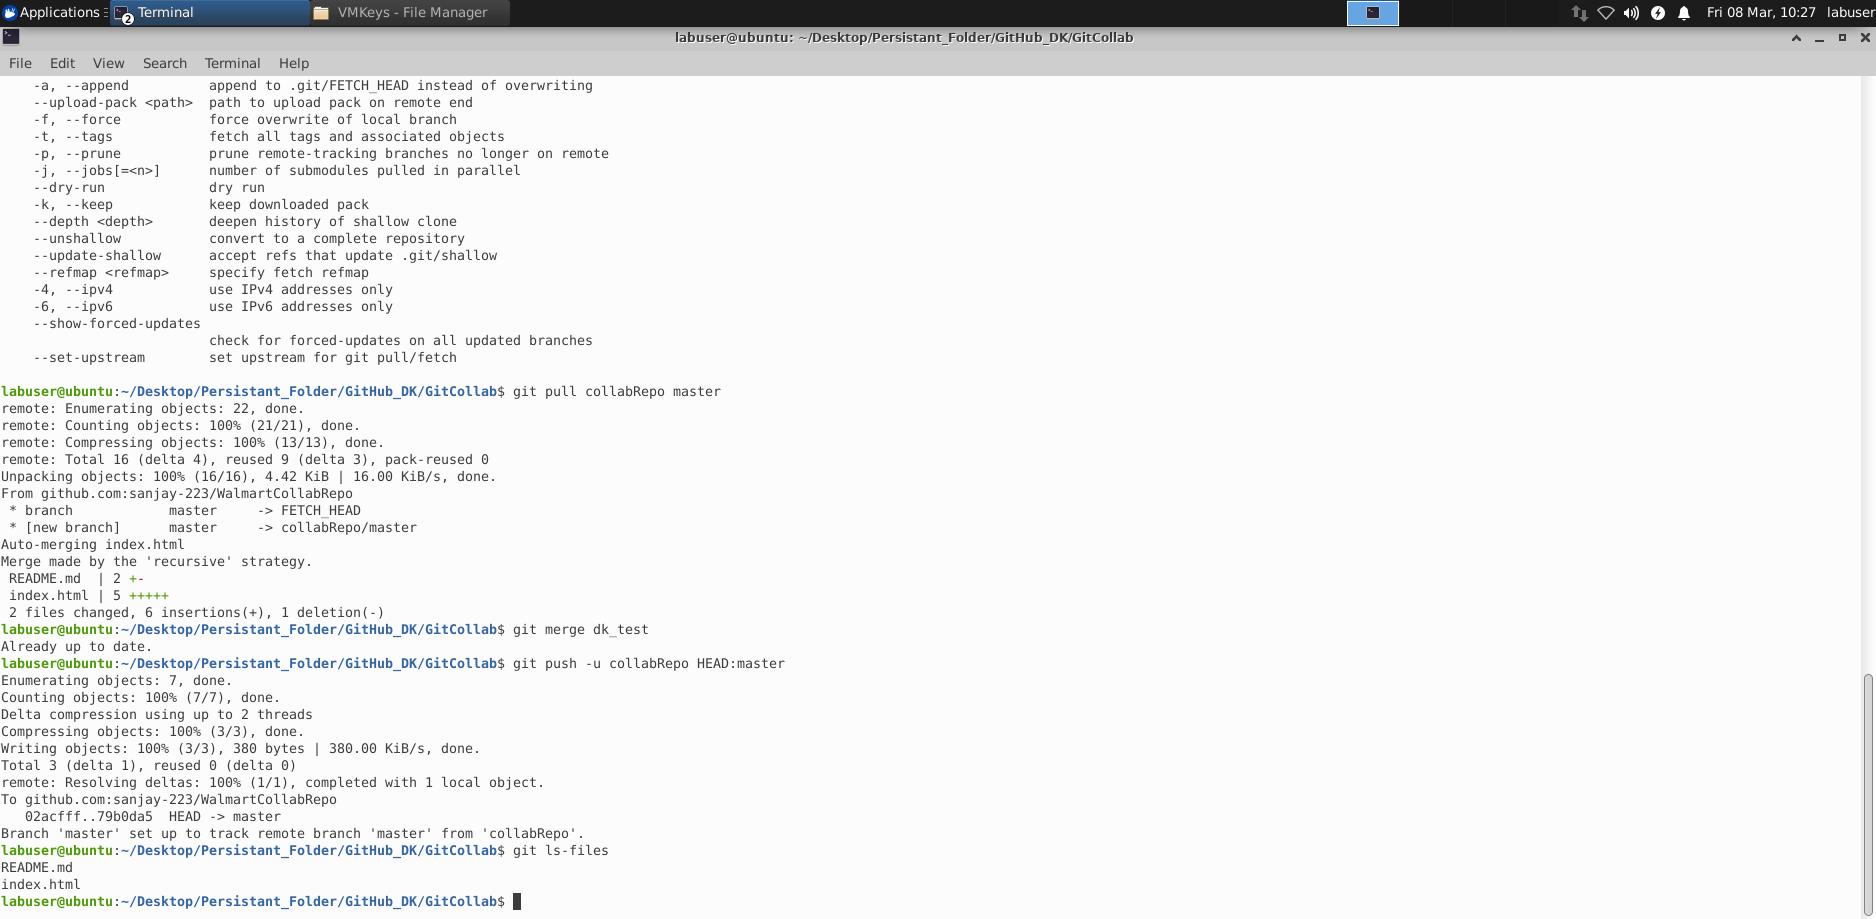 Applications
2
Terminal
VMKeys - File Manager
Fri 08 Mar, 10:27 labuser
labuser@ubuntu: ~/Desktop/Persistant_Folder/GitHub_DK/GitCollab
File Edit View Search Terminal Help
    -a, --append          append to .git/FETCH_HEAD instead of overwriting
    --upload-pack <path>  path to upload pack on remote end
    -f, --force           force overwrite of local branch
    -t, --tags            fetch all tags and associated objects
    -p, --prune           prune remote-tracking branches no longer on remote
    -j, --jobs[=<n>]      number of submodules pulled in parallel
    --dry-run             dry run
    -k, --keep            keep downloaded pack
    --depth <depth>       deepen history of shallow clone
    --unshallow           convert to a complete repository
    --update-shallow      accept refs that update .git/shallow
    --refmap <refmap>     specify fetch refmap
    -4, --ipv4            use IPv4 addresses only
    -6, --ipv6            use IPv6 addresses only
    --show-forced-updates
                          check for forced-updates on all updated branches
    --set-upstream        set upstream for git pull/fetch
labuser@ubuntu:~/Desktop/Persistant_Folder/GitHub_DK/GitCollab$ git pull collabRepo master
remote: Enumerating objects: 22, done.
remote: Counting objects: 100% (21/21), done.
remote: Compressing objects: 100% (13/13), done.
remote: Total 16 (delta 4), reused 9 (delta 3), pack-reused 0
Unpacking objects: 100% (16/16), 4.42 KiB | 16.00 KiB/s, done.
From github.com:sanjay-223/WalmartCollabRepo
 * branch            master     -> FETCH_HEAD
 * [new branch]      master     -> collabRepo/master
Auto-merging index.html
Merge made by the 'recursive' strategy.
 README.md  | 2 +-
 index.html | 5 +++++
 2 files changed, 6 insertions(+), 1 deletion(-)
labuser@ubuntu:~/Desktop/Persistant_Folder/GitHub_DK/GitCollab$ git merge dk_test
Already up to date.
labuser@ubuntu:~/Desktop/Persistant_Folder/GitHub_DK/GitCollab$ git push -u collabRepo HEAD:master
Enumerating objects: 7, done.
Counting objects: 100% (7/7), done.
Delta compression using up to 2 threads
Compressing objects: 100% (3/3), done.
Writing objects: 100% (3/3), 380 bytes | 380.00 KiB/s, done.
Total 3 (delta 1), reused 0 (delta 0)
remote: Resolving deltas: 100% (1/1), completed with 1 local object.
To github.com:sanjay-223/WalmartCollabRepo
   02acfff..79b0da5  HEAD -> master
Branch 'master' set up to track remote branch 'master' from 'collabRepo'.
labuser@ubuntu:~/Desktop/Persistant_Folder/GitHub_DK/GitCollab$ git ls-files
README.md
index.html
labuser@ubuntu:~/Desktop/Persistant_Folder/GitHub_DK/GitCollab$